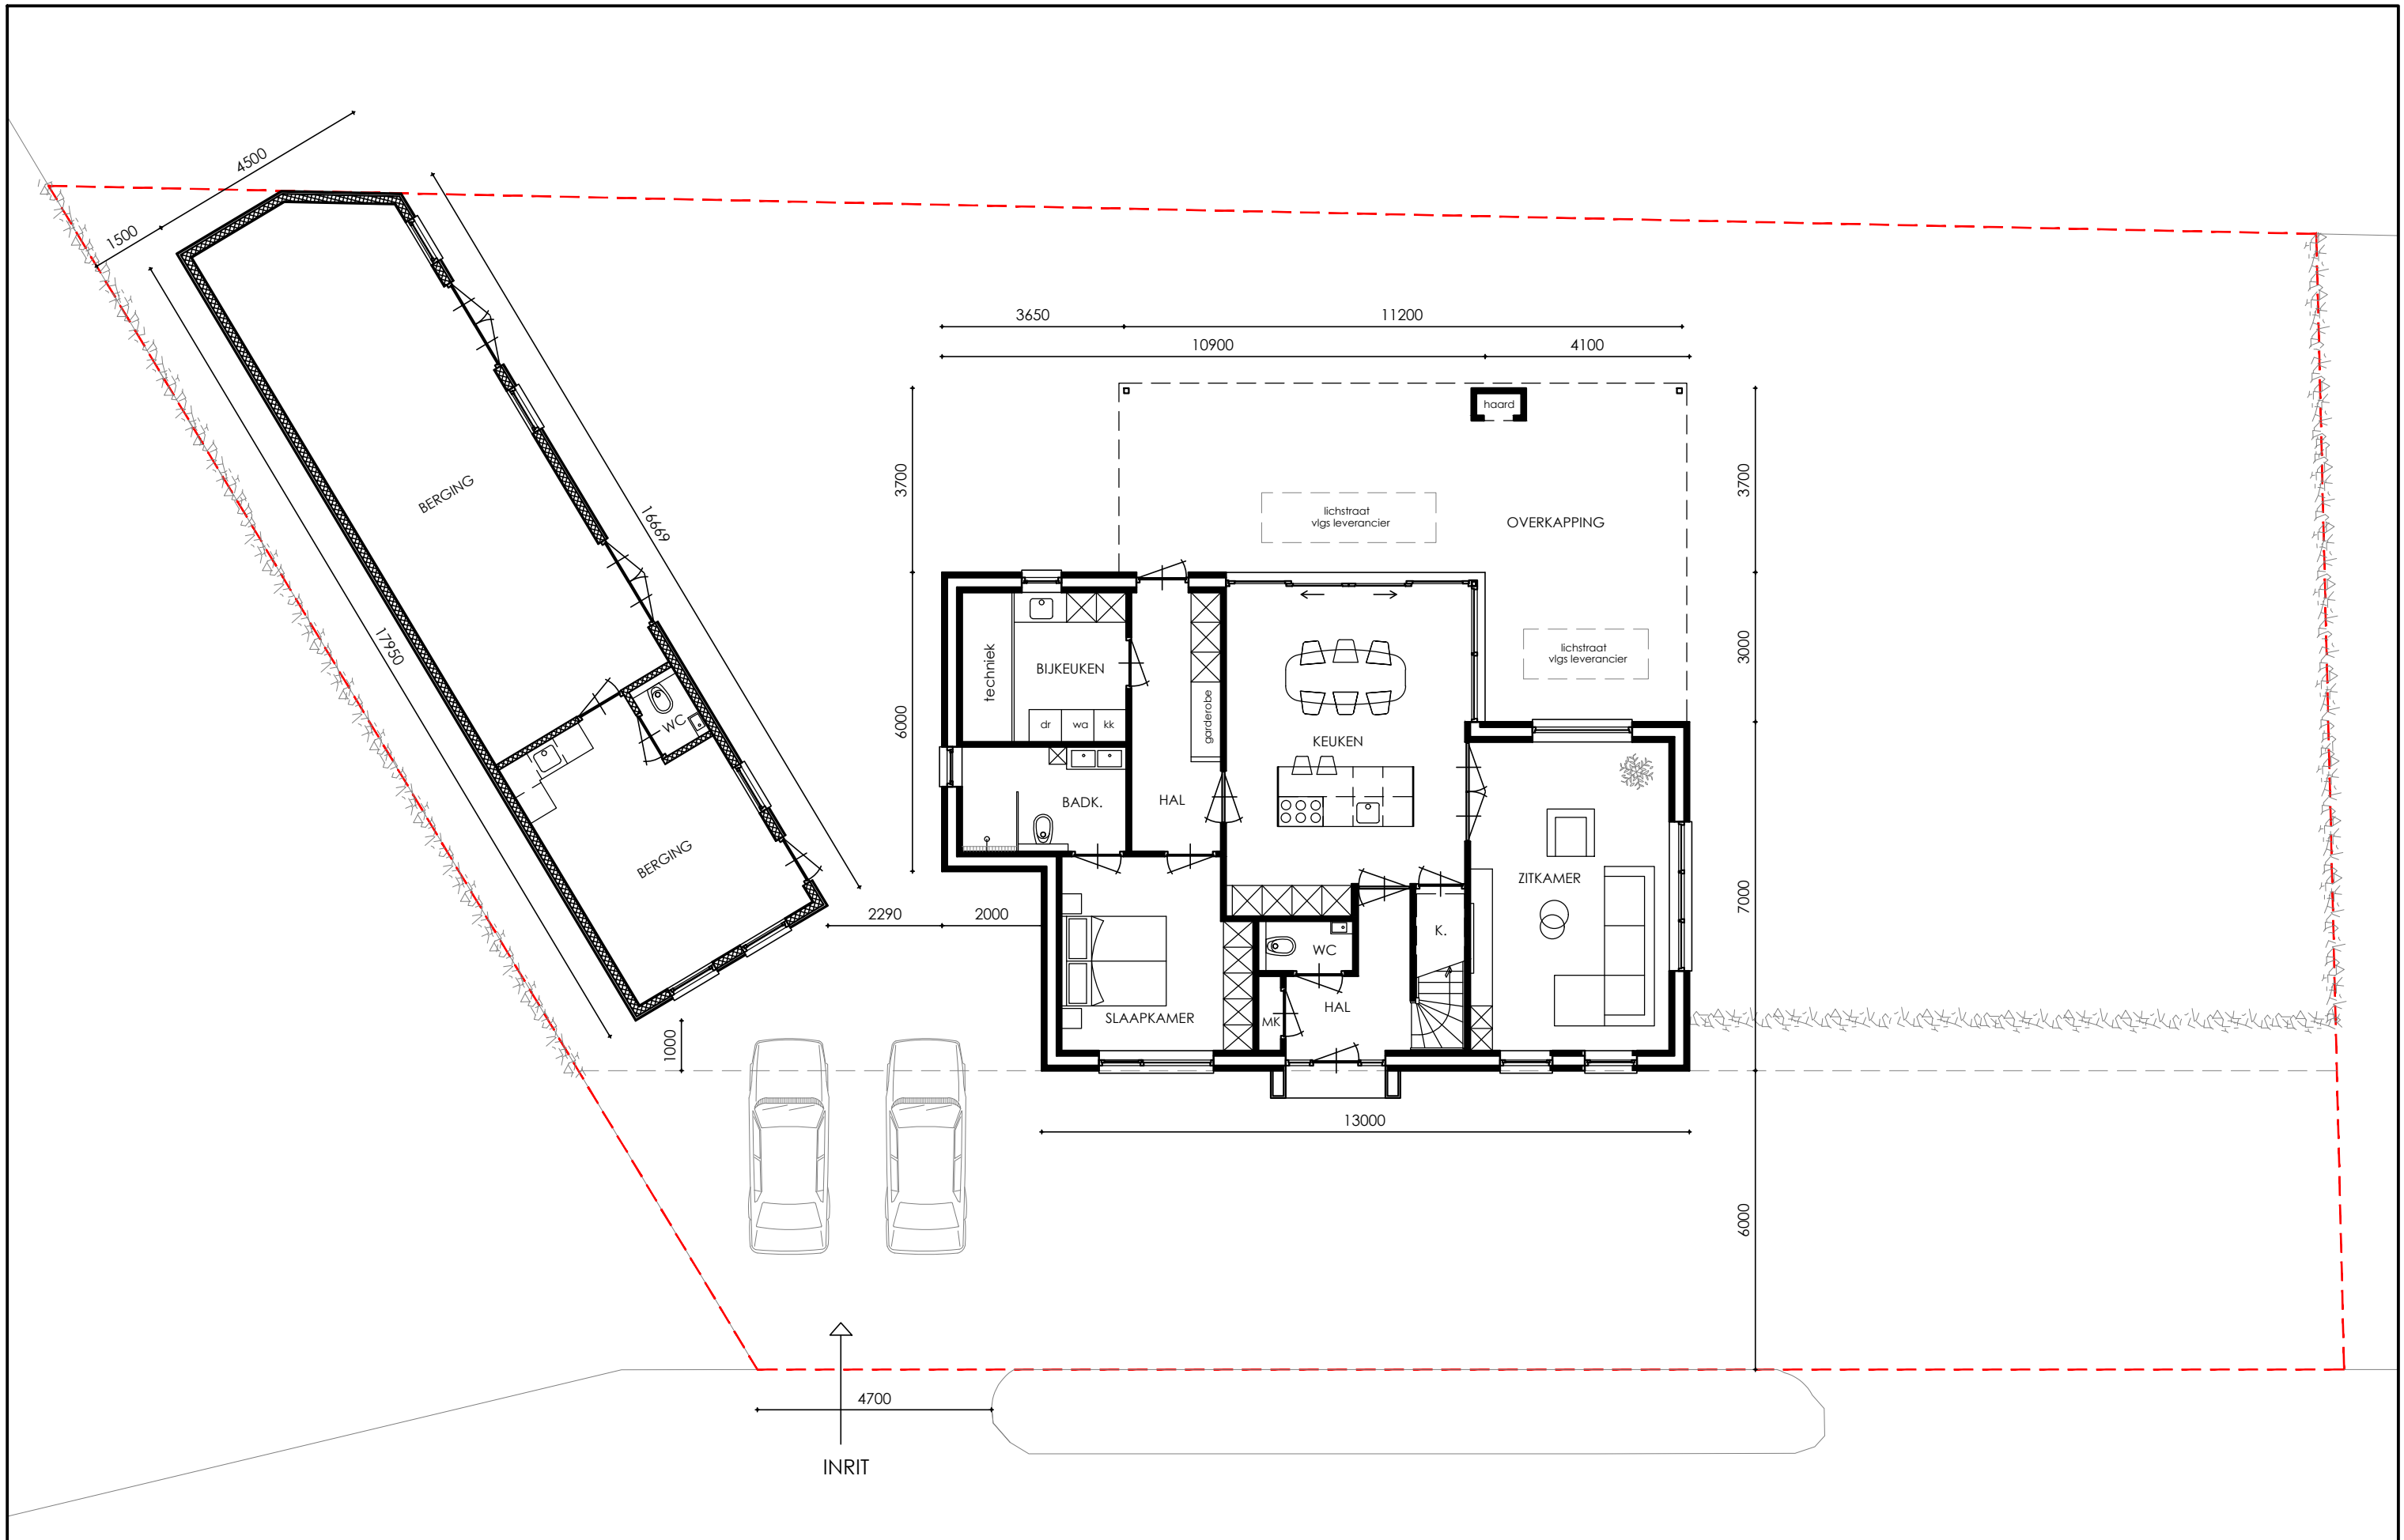 4500
1500
3650
11200
10900
4100
haard
3700
3700
BERGING
lichstraat
vlgs leverancier
OVERKAPPING
16669
17950
techniek
BIJKEUKEN
dr
wa
kk
garderobe
lichstraat
vlgs leverancier
3000
6000
WC
KEUKEN
BADK.
HAL
BERGING
ZITKAMER
7000
2290
2000
K.
WC
SLAAPKAMER
MK
HAL
1000
13000
6000
4700
INRIT